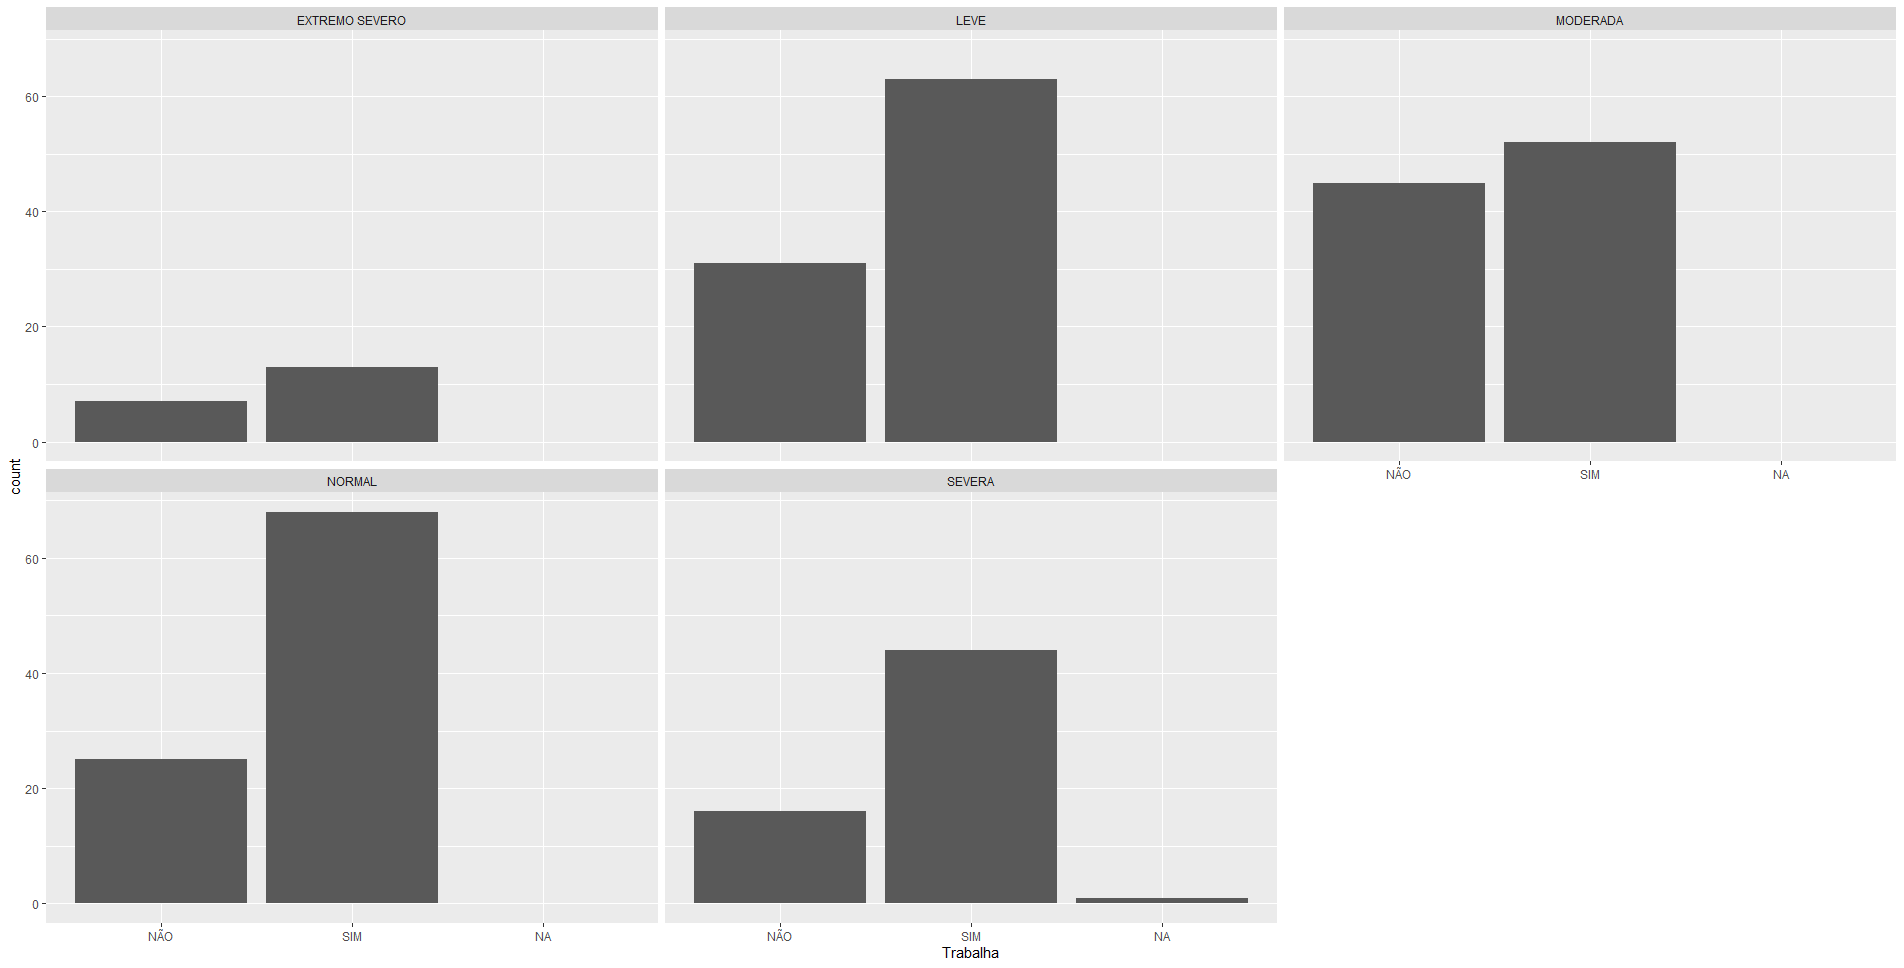 EXTREMO SEVERO
LEVE
MODERADA
60
40
20
0
NÃO SIM NA
count
NORMAL
SEVERA
60
40
20
0
NÃO SIM NA
NÃO SIM NA
Trabalha